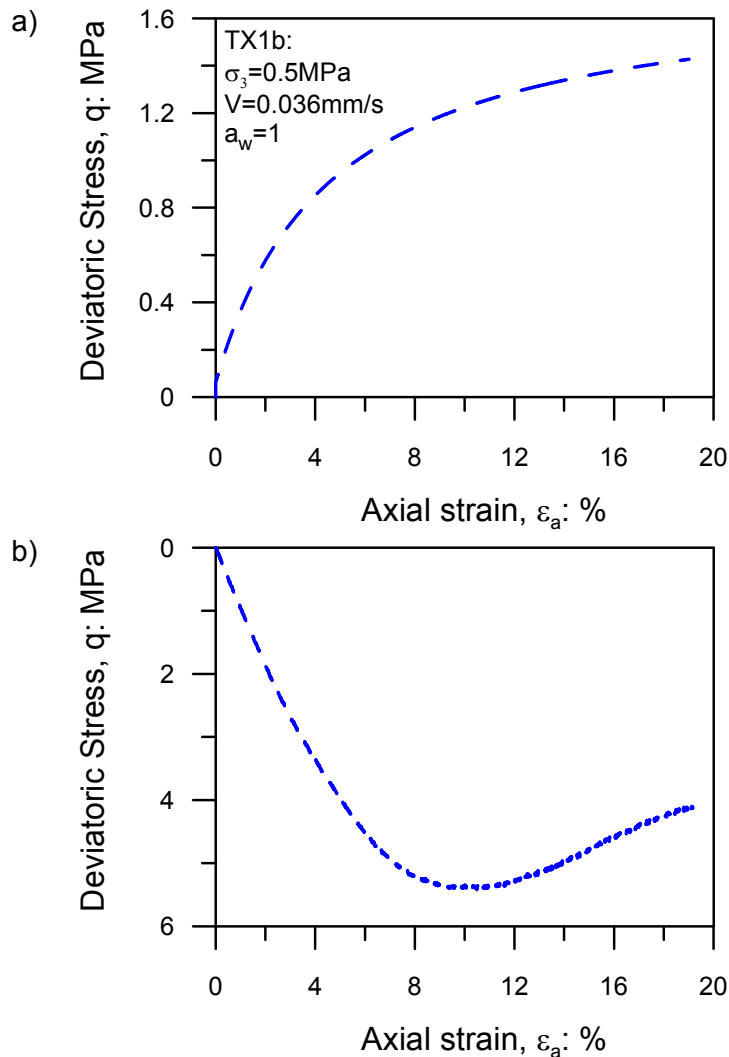 a)
Deviatoric Stress, q: MPa
1.6
1.2
0.8
0.4
0
TX1b:
σ₃=0.5MPa
V=0.036mm/s
a_w=1
0 4 8 12 16 20
Axial strain, εₐ: %
b)
Deviatoric Stress, q: MPa
0
2
4
6
0 4 8 12 16 20
Axial strain, εₐ: %